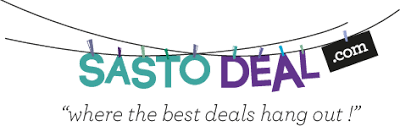 SASTO DEAL .com
“where the best deals hang out !”